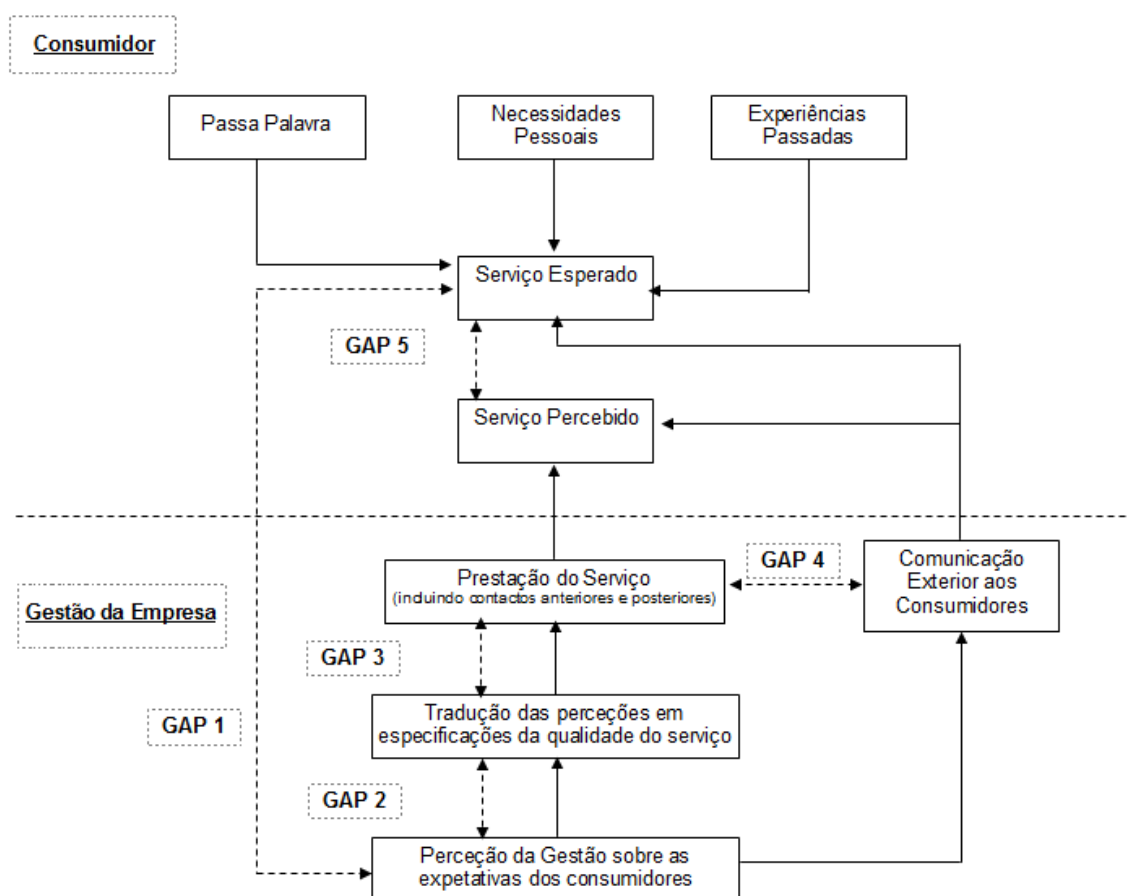 Consumidor
Passa Palavra
Necessidades
Pessoais
Experiências
Passadas
Serviço Esperado
GAP 5
Serviço Percebido
GAP 4
Comunicação
Exterior aos
Consumidores
Prestação do Serviço
(incluindo contactos anteriores e posteriores)
Gestão da Empresa
GAP 3
Tradução das perceções em
especificações da qualidade do serviço
GAP 1
GAP 2
Perceção da Gestão sobre as
expetativas dos consumidores